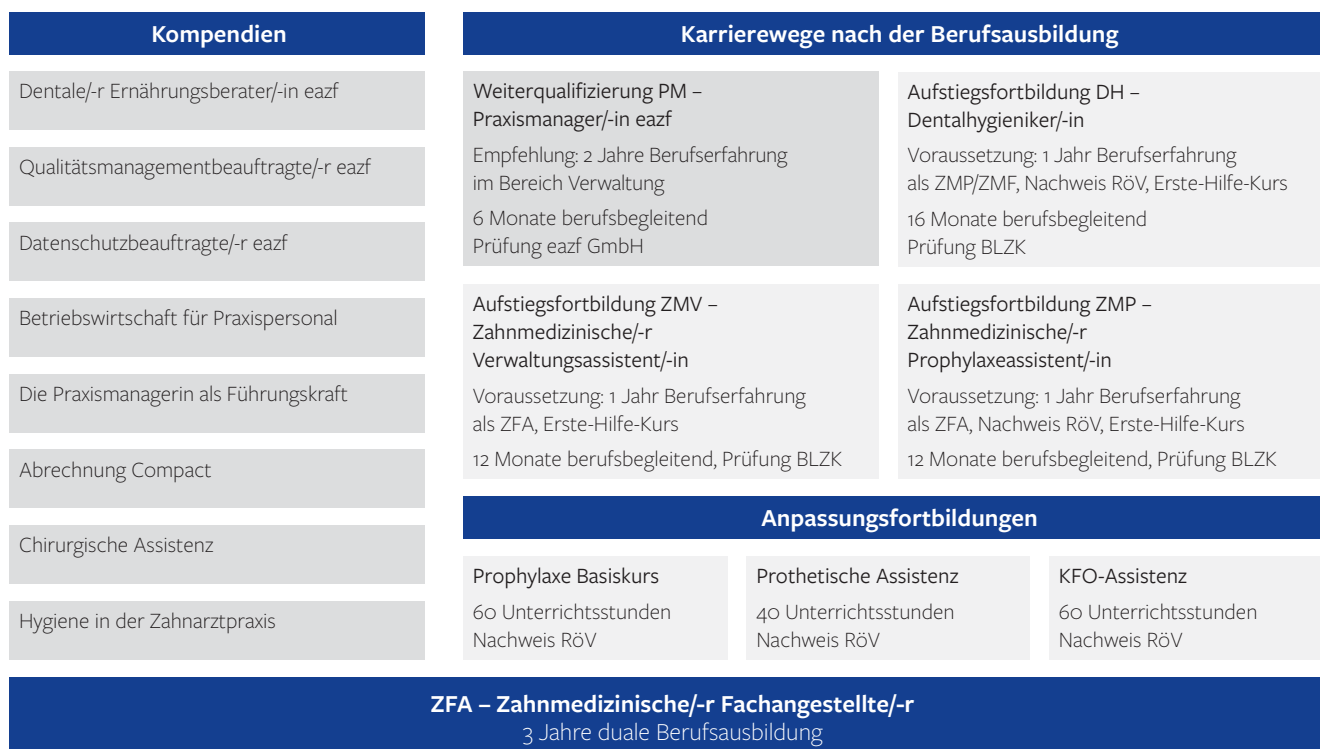 Kompendien
Dentale/-r Ernährungsberater/-in eazf
Qualitätsmanagementbeauftragte/-r eazf
Datenschutzbeauftragte/-r eazf
Betriebswirtschaft für Praxispersonal
Die Praxismanagerin als Führungskraft
Abrechnung Compact
Chirurgische Assistenz
Hygiene in der Zahnarztpraxis
Karrierewege nach der Berufsausbildung
Weiterqualifizierung PM –
Praxismanager/-in eazf
Empfehlung: 2 Jahre Berufserfahrung
im Bereich Verwaltung
6 Monate berufsbegleitend
Prüfung eazf GmbH
Aufstiegsfortbildung DH –
Dentalhygieniker/-in
Voraussetzung: 1 Jahr Berufserfahrung
als ZMP/ZMF, Nachweis RöV, Erste-Hilfe-Kurs
16 Monate berufsbegleitend
Prüfung BLZK
Aufstiegsfortbildung ZMV –
Zahnmedizinische/-r
Verwaltungsassistent/-in
Voraussetzung: 1 Jahr Berufserfahrung
als ZFA, Erste-Hilfe-Kurs
12 Monate berufsbegleitend, Prüfung BLZK
Aufstiegsfortbildung ZMP –
Zahnmedizinische/-r
Prophylaxeassistent/-in
Voraussetzung: 1 Jahr Berufserfahrung
als ZFA, Nachweis RöV, Erste-Hilfe-Kurs
12 Monate berufsbegleitend, Prüfung BLZK
Anpassungsfortbildungen
Prophylaxe Basiskurs
60 Unterrichtsstunden
Nachweis RöV
Prothetische Assistenz
40 Unterrichtsstunden
Nachweis RöV
KFO-Assistenz
60 Unterrichtsstunden
Nachweis RöV
ZFA – Zahnmedizinische/-r Fachangestellte/-r
3 Jahre duale Berufsausbildung